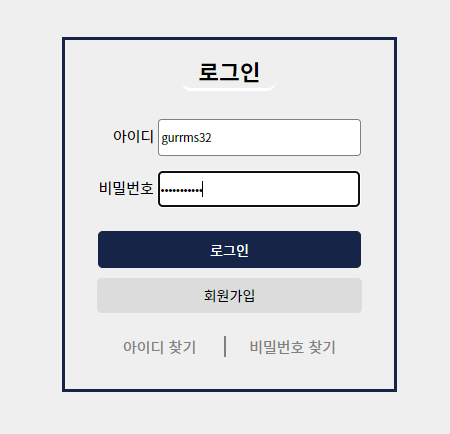 로그인
아이디 gurrms32
비밀번호 •••••••••••
로그인
회원가입
아이디 찾기 | 비밀번호 찾기